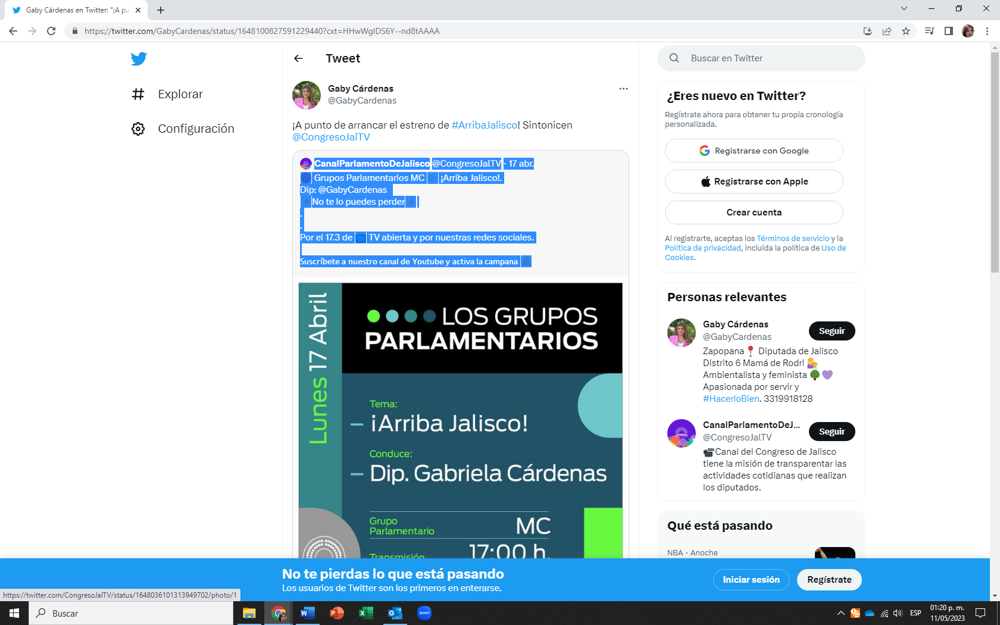 Gaby Cárdenas en Twitter: "¡A pu
https://twitter.com/GabyCardenas/status/1648100827591229440?cxt=HHwWgIDS6Y--nd8tAAAA
Explorar
Configuración
Tweet
Gaby Cárdenas
@GabyCardenas
¡A punto de arrancar el estreno de #ArribaJalisco! Sintonicen
@CongresoJalTV
CanalParlamentoDeJalisco @CongresoJalTV · 17 abr.
Grupos Parlamentarios MC ¡Arriba Jalisco!.
Dip: @GabyCardenas
No te lo puedes perder
.
.
Por el 17.3 de TV abierta y por nuestras redes sociales.
Suscríbete a nuestro canal de Youtube y activa la campana
Lunes 17 Abril
LOS GRUPOS
PARLAMENTARIOS
Tema:
– ¡Arriba Jalisco!
Conduce:
– Dip. Gabriela Cárdenas
Grupo
Parlamentario
MC
Transmisión
17:00 h.
Buscar en Twitter
¿Eres nuevo en Twitter?
Regístrate ahora para obtener tu propia cronología
personalizada.
Registrarse con Google
Registrarse con Apple
Crear cuenta
Al registrarte, aceptas los Términos de servicio y la
Política de privacidad, incluida la política de Uso de
Cookies.
Personas relevantes
Gaby Cárdenas
@GabyCardenas
Seguir
Zapopana Diputada de Jalisco
Distrito 6 Mamá de Rodri
Ambientalista y feminista
Apasionada por servir y
#HacerloBien. 3319918128
CanalParlamentoDeJ...
@CongresoJalTV
Seguir
Canal del Congreso de Jalisco
tiene la misión de transparentar las
actividades cotidianas que realizan
los diputados.
Qué está pasando
NBA · Anoche
No te pierdas lo que está pasando
Los usuarios de Twitter son los primeros en enterarse.
Iniciar sesión
Regístrate
https://twitter.com/CongresoJalTV/status/1648036101313949702/photo/1
Buscar
zoom
ESP
01:20 p. m.
11/05/2023